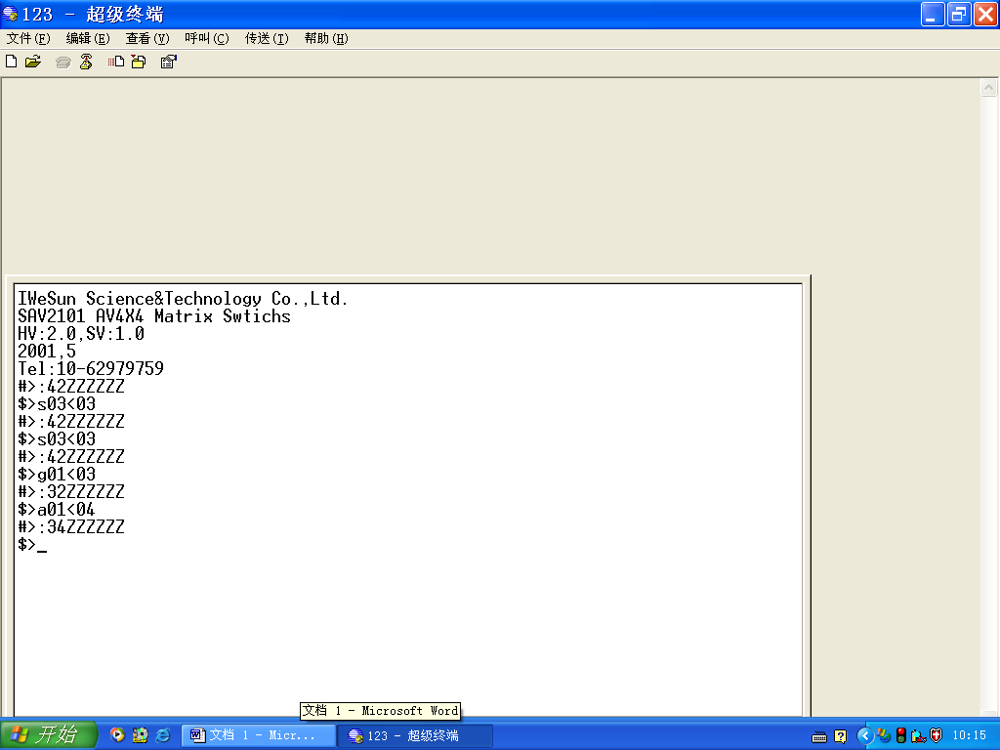 123 - 超级终端
文件(F) 编辑(E) 查看(V) 呼叫(C) 传送(T) 帮助(H)
IWeSun Science&Technology Co.,Ltd.
SAV2101 AV4X4 Matrix Swtichs
HV:2.0,SV:1.0
2001,5
Tel:10-62979759
#>:42ZZZZZZ
$>s03<03
#>:42ZZZZZZ
$>s03<03
#>:42ZZZZZZ
$>g01<03
#>:32ZZZZZZ
$>a01<04
#>:34ZZZZZZ
$>_
文档 1 - Microsoft Word
开始 文档 1 - Micr... 123 - 超级终端 10:15